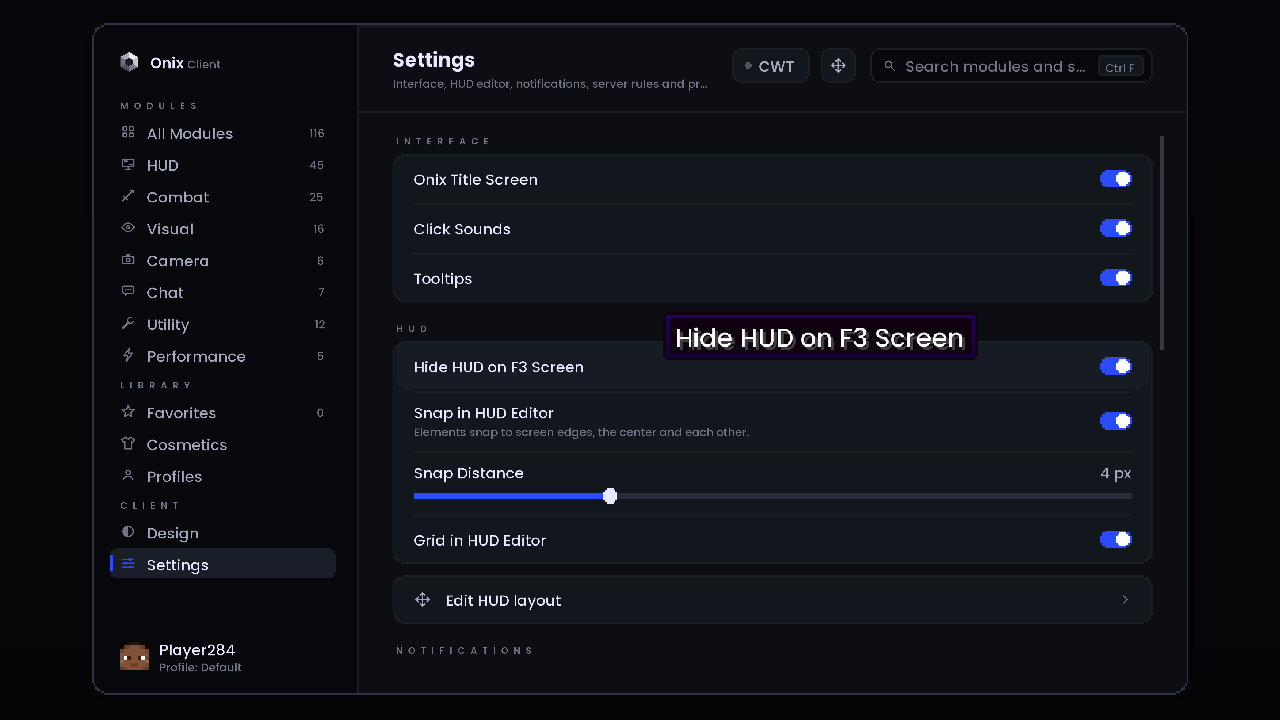 Onix Client
MODULES
All Modules 116
HUD 45
Combat 25
Visual 16
Camera 6
Chat 7
Utility 12
Performance 5
LIBRARY
Favorites 0
Cosmetics
Profiles
CLIENT
Design
Settings
Player284
Profile: Default
Settings
Interface, HUD editor, notifications, server rules and pr...
CWT
Search modules and s... Ctrl F
INTERFACE
Onix Title Screen
Click Sounds
Tooltips
HUD
Hide HUD on F3 Screen
Hide HUD on F3 Screen
Snap in HUD Editor
Elements snap to screen edges, the center and each other.
Snap Distance 4 px
Grid in HUD Editor
Edit HUD layout
NOTIFICATIONS